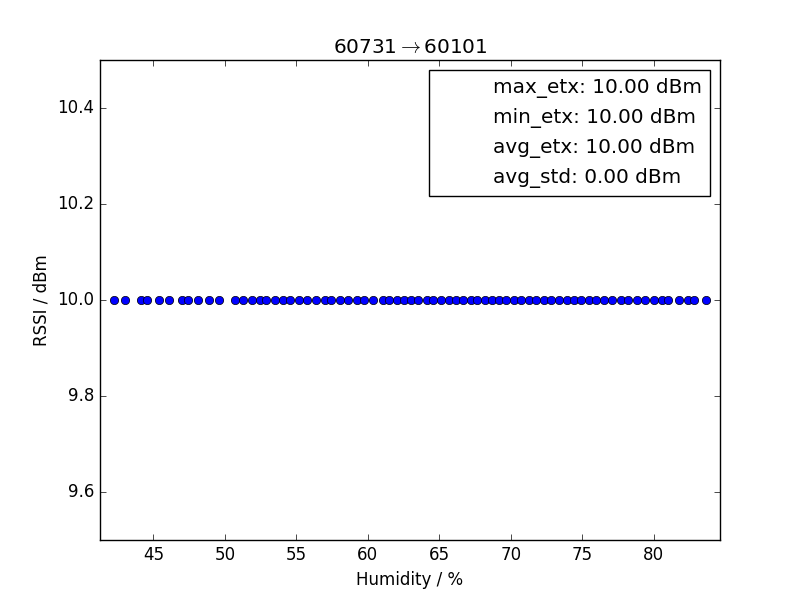 60731→60101
max_etx: 10.00 dBm
min_etx: 10.00 dBm
avg_etx: 10.00 dBm
avg_std: 0.00 dBm
10.4
10.2
10.0
9.8
9.6
RSSI / dBm
45 50 55 60 65 70 75 80
Humidity / %